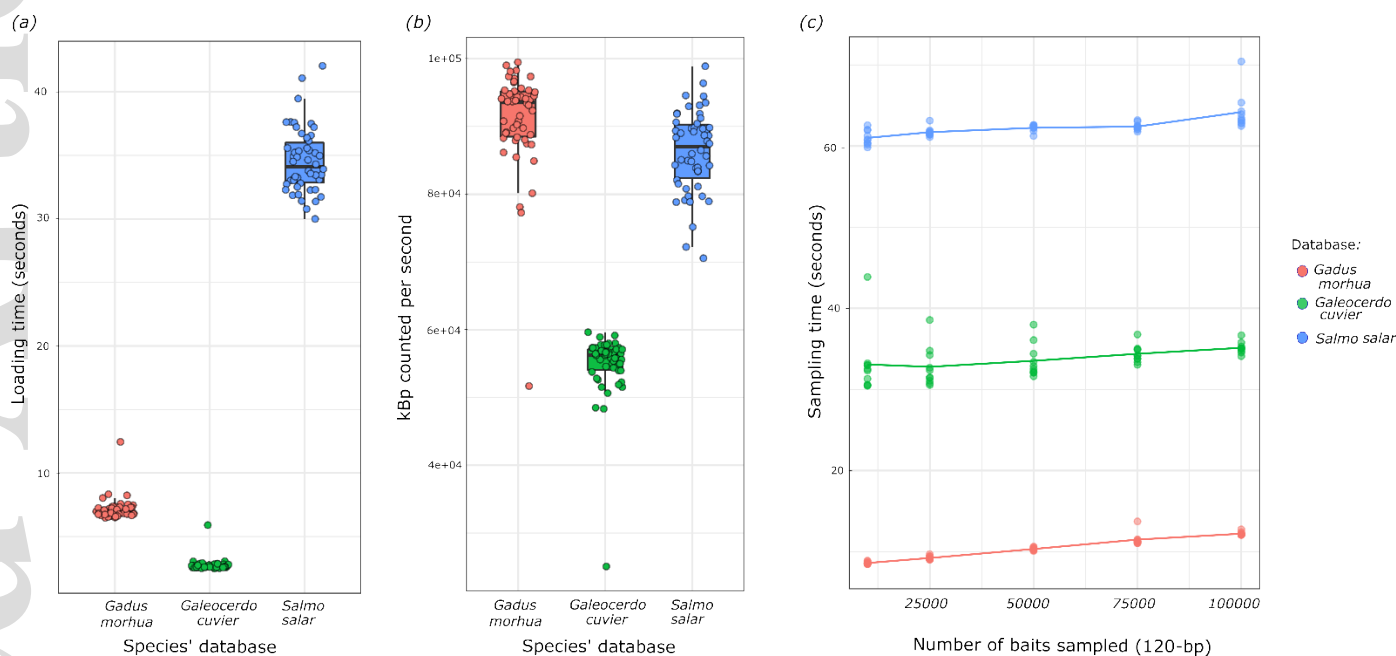 (a)
40
30
20
10
Loading time (seconds)
Gadus
morhua
Galeocerdo
cuvier
Salmo
salar
Species' database
(b)
1e+05
8e+04
6e+04
4e+04
kBp counted per second
Gadus
morhua
Galeocerdo
cuvier
Salmo
salar
Species' database
(c)
60
40
20
Sampling time (seconds)
25000
50000
75000
100000
Number of baits sampled (120-bp)
Database:
Gadus
morhua
Galeocerdo
cuvier
Salmo salar